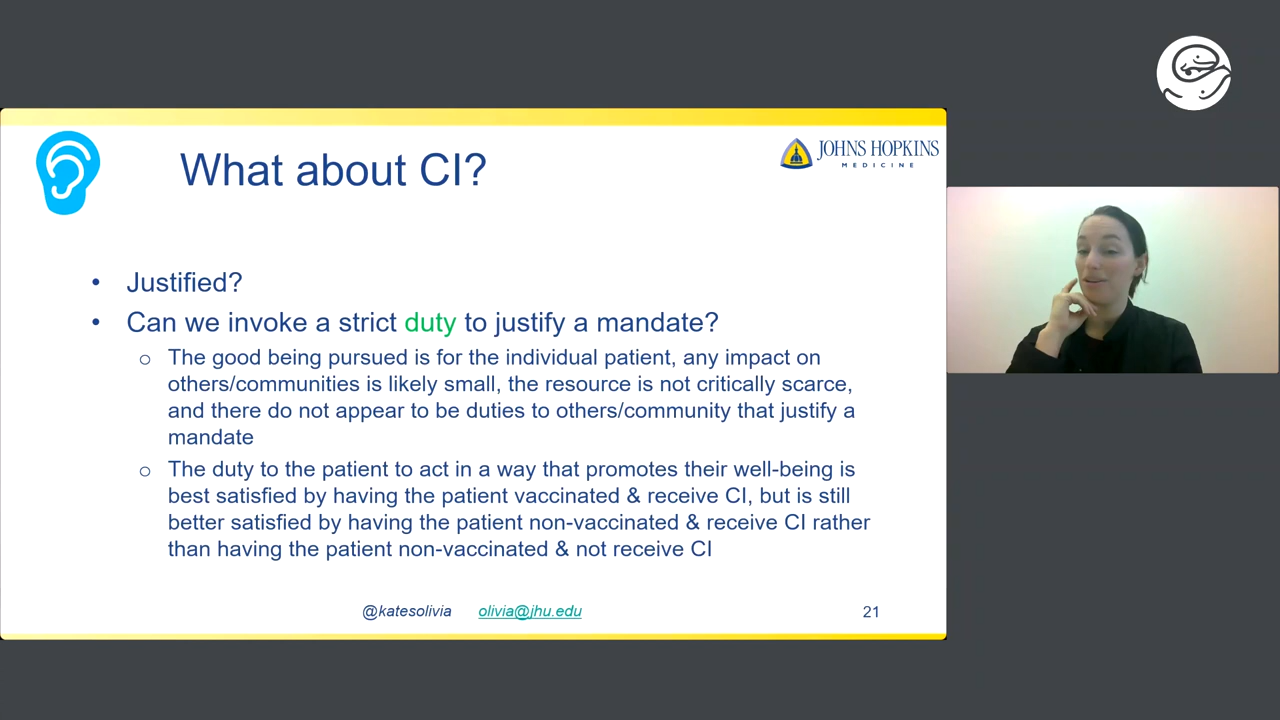 What about CI?
JOHNS HOPKINS
MEDICINE
• Justified?
• Can we invoke a strict duty to justify a mandate?
o The good being pursued is for the individual patient, any impact on
others/communities is likely small, the resource is not critically scarce,
and there do not appear to be duties to others/community that justify a
mandate
o The duty to the patient to act in a way that promotes their well-being is
best satisfied by having the patient vaccinated & receive CI, but is still
better satisfied by having the patient non-vaccinated & receive CI rather
than having the patient non-vaccinated & not receive CI
@katesolivia olivia@jhu.edu 21